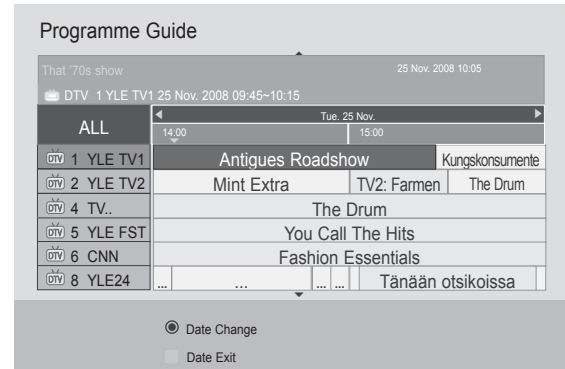 Programme Guide
That '70s show 25 Nov. 2008 10:05
DTV 1 YLE TV1 25 Nov. 2008 09:45~10:15
ALL
Tue. 25 Nov.
14:00 15:00
DTV 1 YLE TV1 Antigues Roadshow Kungskonsumente
DTV 2 YLE TV2 Mint Extra TV2: Farmen The Drum
DTV 4 TV.. The Drum
DTV 5 YLE FST You Call The Hits
DTV 6 CNN Fashion Essentials
DTV 8 YLE24 ... ... ... ... Tänään otsikoissa
Date Change
Date Exit